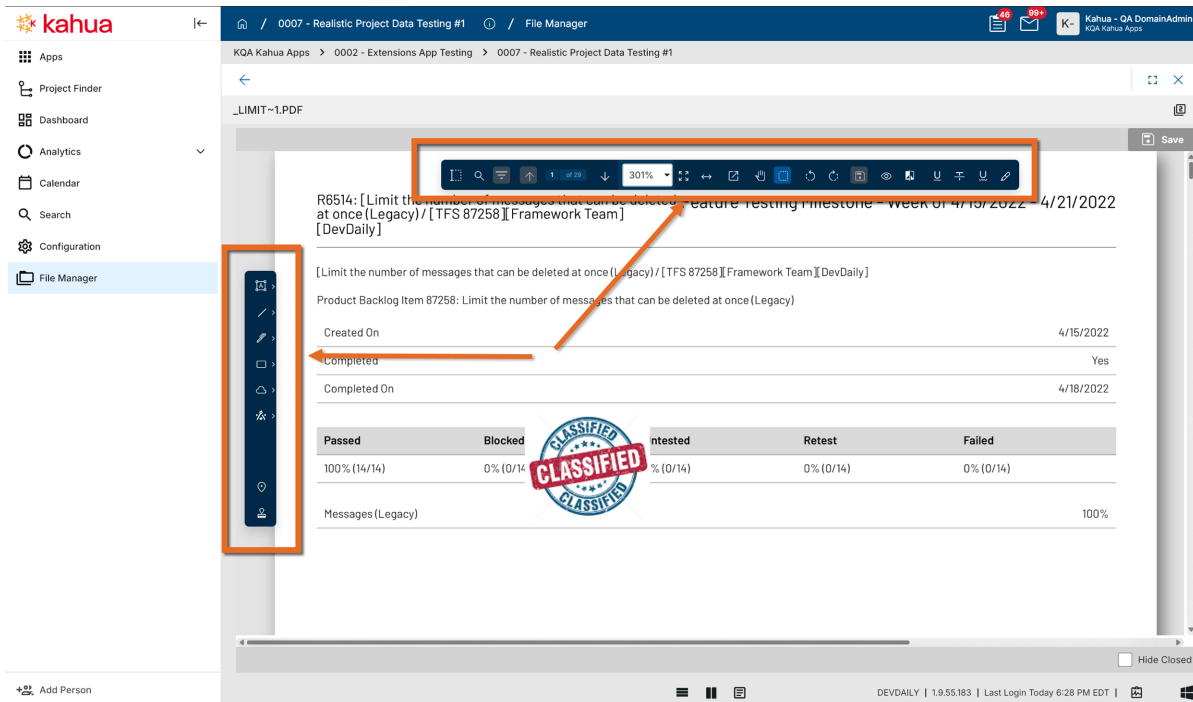 kahua
0007 - Realistic Project Data Testing #1 / File Manager
46
99+
K-
Kahua - QA DomainAdmin
KQA Kahua Apps
Apps
Project Finder
Dashboard
Analytics
Calendar
Search
Configuration
File Manager
Add Person
KQA Kahua Apps > 0002 - Extensions App Testing > 0007 - Realistic Project Data Testing #1
_LIMIT~1.PDF
Save
1 of 29
301%
R6514: [Limit the number of messages that can be deleted
at once (Legacy) / [TFS 87258][Framework Team]
[DevDaily]
Feature Testing Milestone - Week of 4/15/2022 - 4/21/2022
[Limit the number of messages that can be deleted at once (Legacy) / [TFS 87258][Framework Team][DevDaily]
Product Backlog Item 87258: Limit the number of messages that can be deleted at once (Legacy)
Created On 4/15/2022
Completed Yes
Completed On 4/18/2022
Passed Blocked ntested Retest Failed
100% (14/14) 0% (0/14 % (0/14) 0% (0/14) 0% (0/14)
CLASSIFIED
CLASSIFIED
CLASSIFIED
Messages (Legacy) 100%
Hide Closed
DEVDAILY | 1.9.55.183 | Last Login Today 6:28 PM EDT |